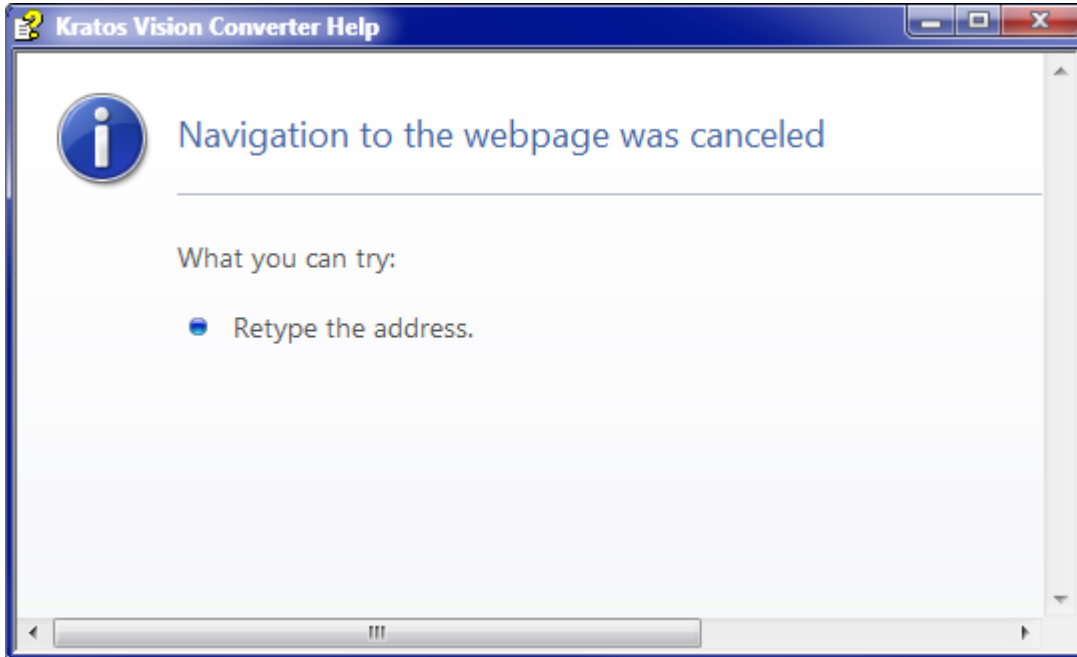 Kratos Vision Converter Help
Navigation to the webpage was canceled
What you can try:
Retype the address.